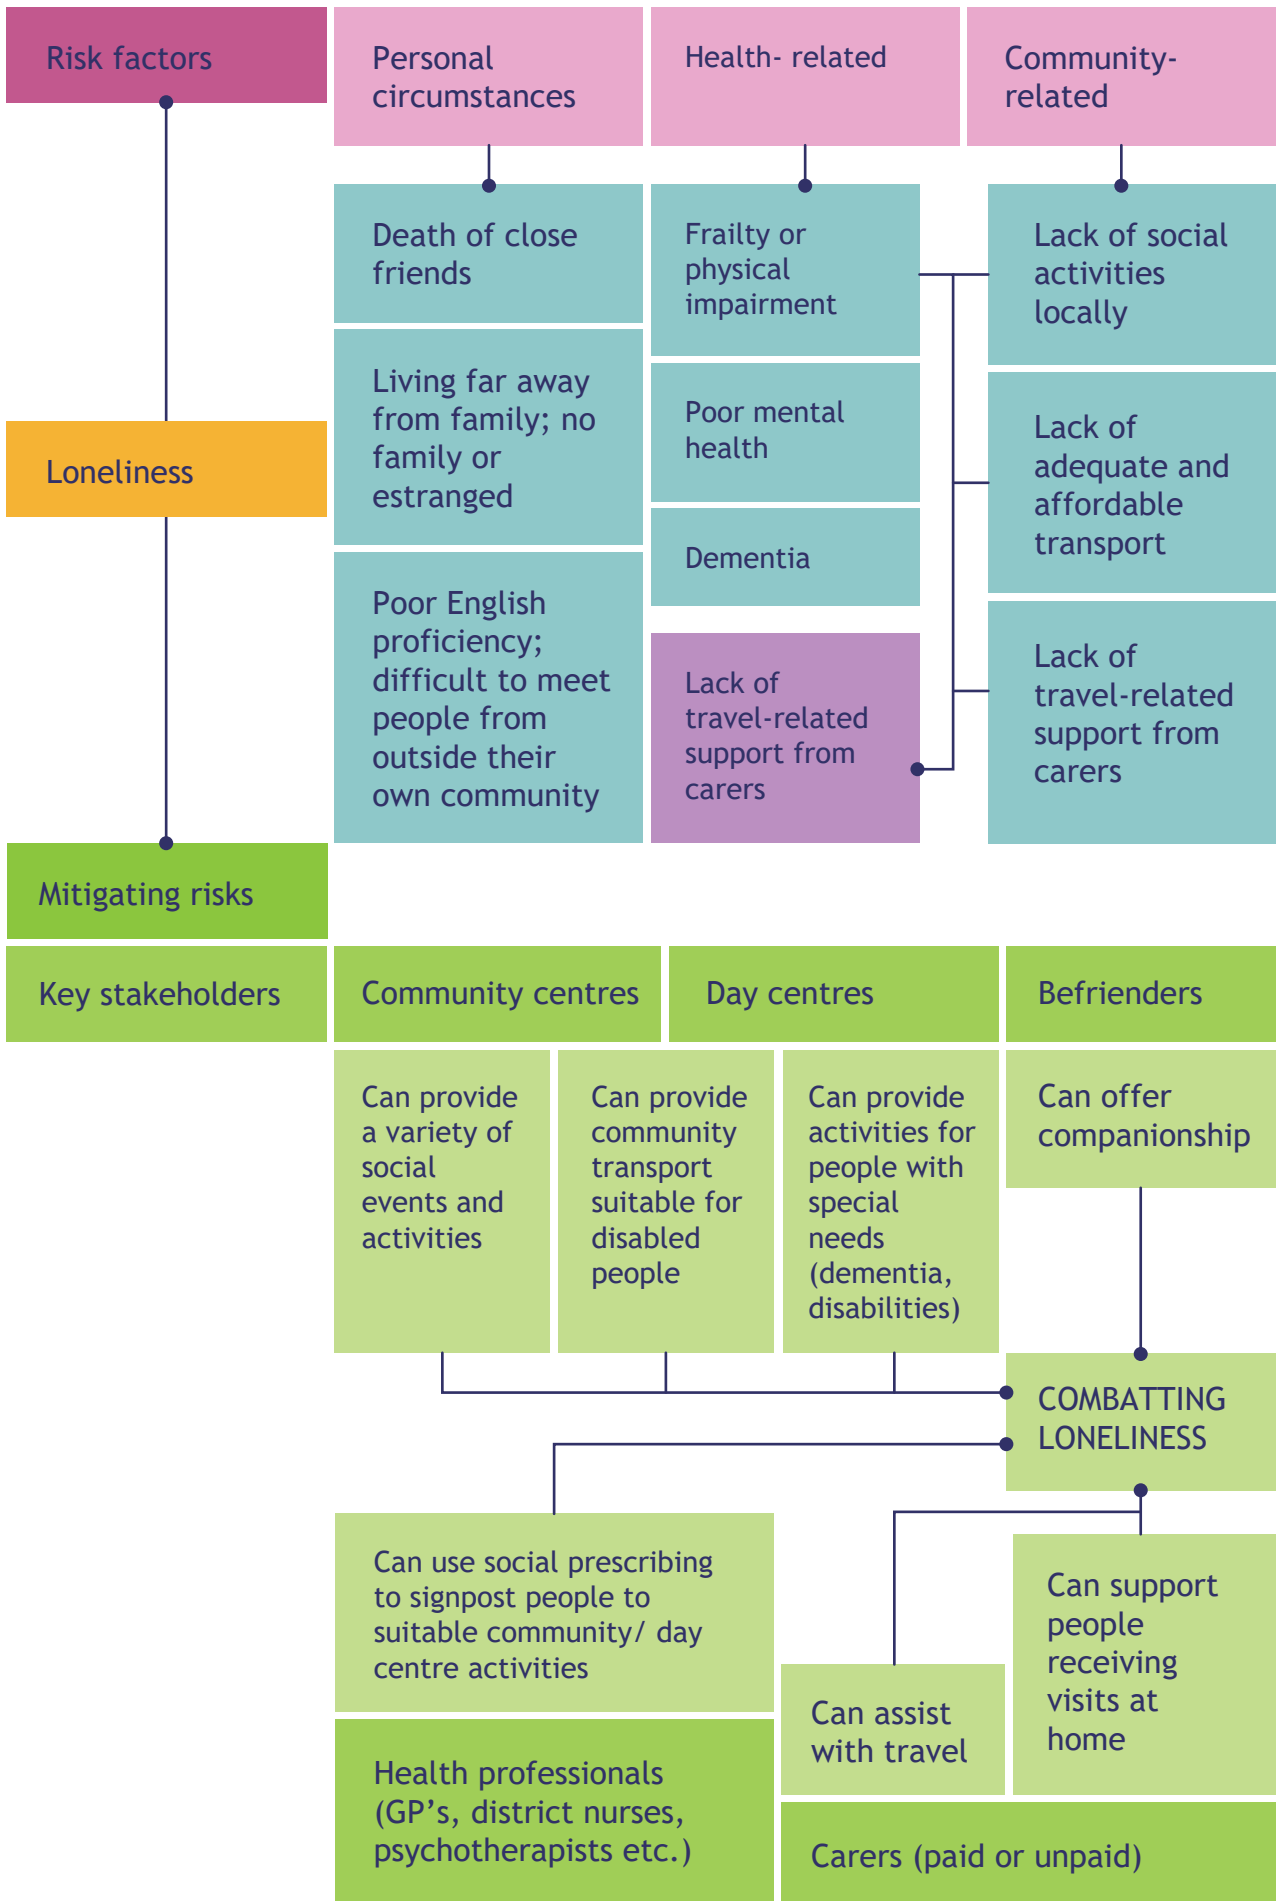 Risk factors
Personal
circumstances
Health- related
Community-
related
Death of close
friends
Living far away
from family; no
family or
estranged
Poor English
proficiency;
difficult to meet
people from
outside their
own community
Frailty or
physical
impairment
Poor mental
health
Dementia
Lack of
travel-related
support from
carers
Lack of social
activities
locally
Lack of
adequate and
affordable
transport
Lack of
travel-related
support from
carers
Loneliness
Mitigating risks
Key stakeholders
Community centres
Day centres
Befrienders
Can provide
a variety of
social
events and
activities
Can provide
community
transport
suitable for
disabled
people
Can provide
activities for
people with
special
needs
(dementia,
disabilities)
Can offer
companionship
COMBATTING
LONELINESS
Can use social prescribing
to signpost people to
suitable community/ day
centre activities
Health professionals
(GP’s, district nurses,
psychotherapists etc.)
Can assist
with travel
Can support
people
receiving
visits at
home
Carers (paid or unpaid)